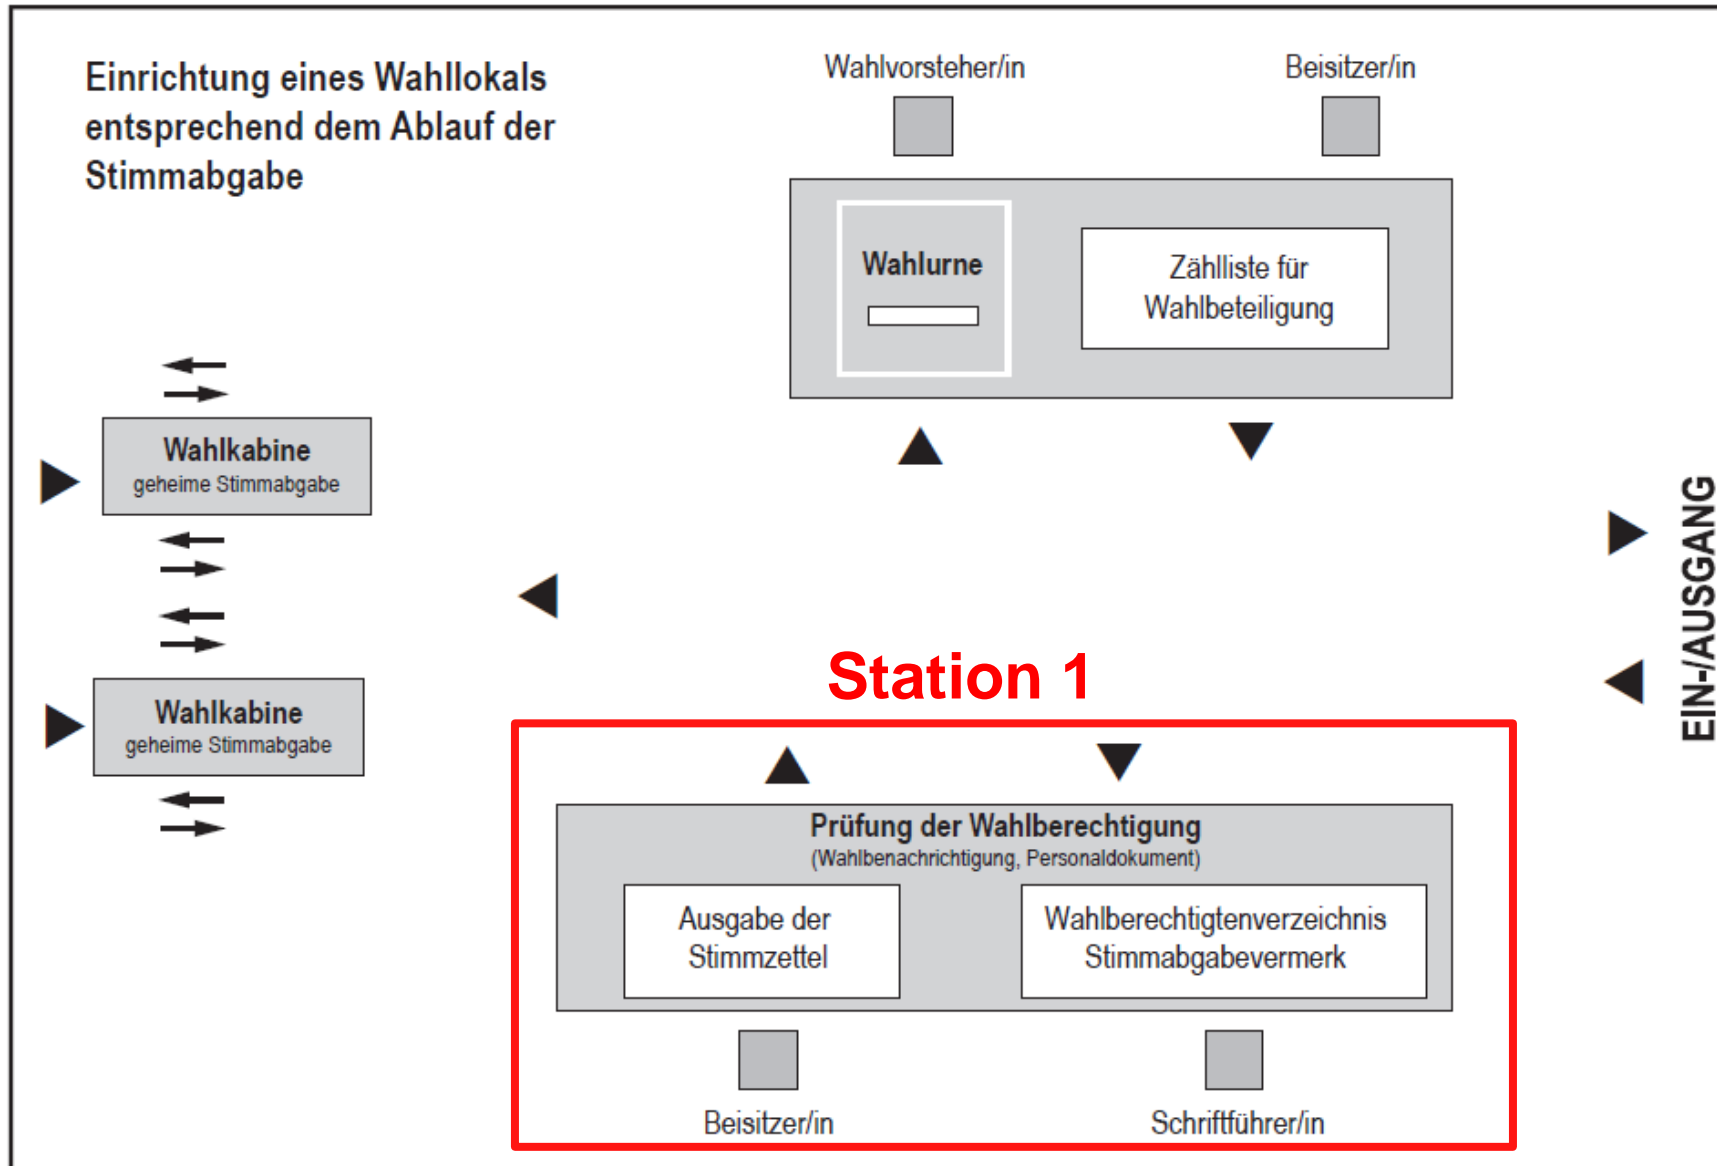 Einrichtung eines Wahllokals
entsprechend dem Ablauf der
Stimmabgabe
Wahlvorsteher/in
Beisitzer/in
Wahlurne
Zählliste für
Wahlbeteiligung
Wahlkabine
geheime Stimmabgabe
Wahlkabine
geheime Stimmabgabe
EIN-/AUSGANG
Station 1
Prüfung der Wahlberechtigung
(Wahlbenachrichtigung, Personaldokument)
Ausgabe der
Stimmzettel
Wahlberechtigtenverzeichnis
Stimmabgabevermerk
Beisitzer/in
Schriftführer/in